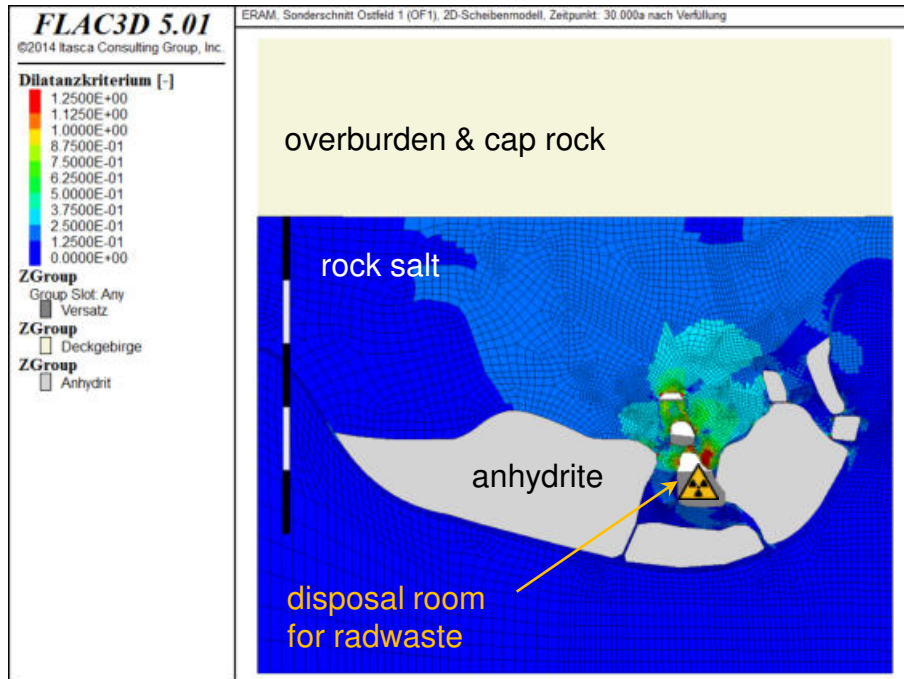 FLAC3D 5.01
©2014 Itasca Consulting Group, Inc.
Dilatanzkriterium [-]
1.2500E+00
1.1250E+00
1.0000E+00
8.7500E-01
7.5000E-01
6.2500E-01
5.0000E-01
3.7500E-01
2.5000E-01
1.2500E-01
0.0000E+00
ZGroup
Group Slot: Any
Versatz
ZGroup
Deckgebirge
ZGroup
Anhydrit
ERAM, Sonderschnitt Ostfeld 1 (OF1), 2D-Scheibenmodell, Zeitpunkt: 30.000a nach Verfüllung
overburden & cap rock
rock salt
anhydrite
disposal room
for radwaste